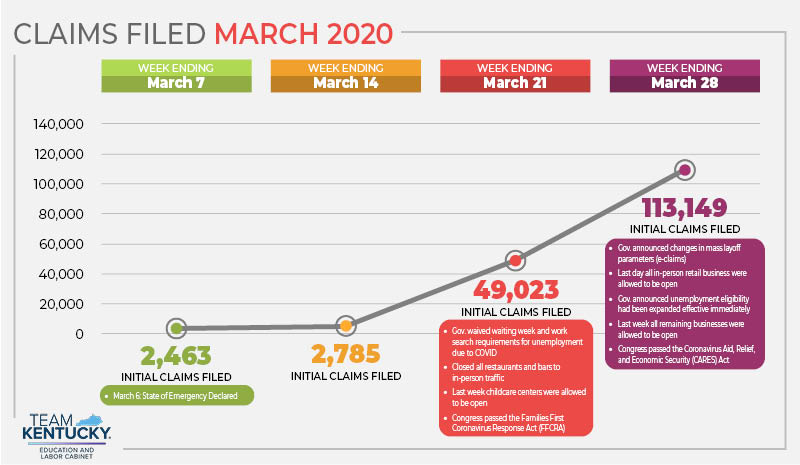 CLAIMS FILED MARCH 2020
WEEK ENDING
March 7
WEEK ENDING
March 14
WEEK ENDING
March 21
WEEK ENDING
March 28
140,000
120,000
100,000
80,000
60,000
40,000
20,000
0
2,463
INITIAL CLAIMS FILED
• March 6: State of Emergency Declared
2,785
INITIAL CLAIMS FILED
49,023
INITIAL CLAIMS FILED
• Gov. waived waiting week and work
search requirements for unemployment
due to COVID
• Closed all restaurants and bars to
in-person traffic
• Last week childcare centers were allowed
to be open
• Congress passed the Families First
Coronavirus Response Act (FFCRA)
113,149
INITIAL CLAIMS FILED
• Gov. announced changes in mass layoff
parameters (e-claims)
• Last day all in-person retail business were
allowed to be open
• Gov. announced unemployment eligibility
had been expanded effective immediately
• Last week all remaining businesses were
allowed to be open
• Congress passed the Coronavirus Aid, Relief,
and Economic Security (CARES) Act
TEAM
KENTUCKY.
EDUCATION AND
LABOR CABINET